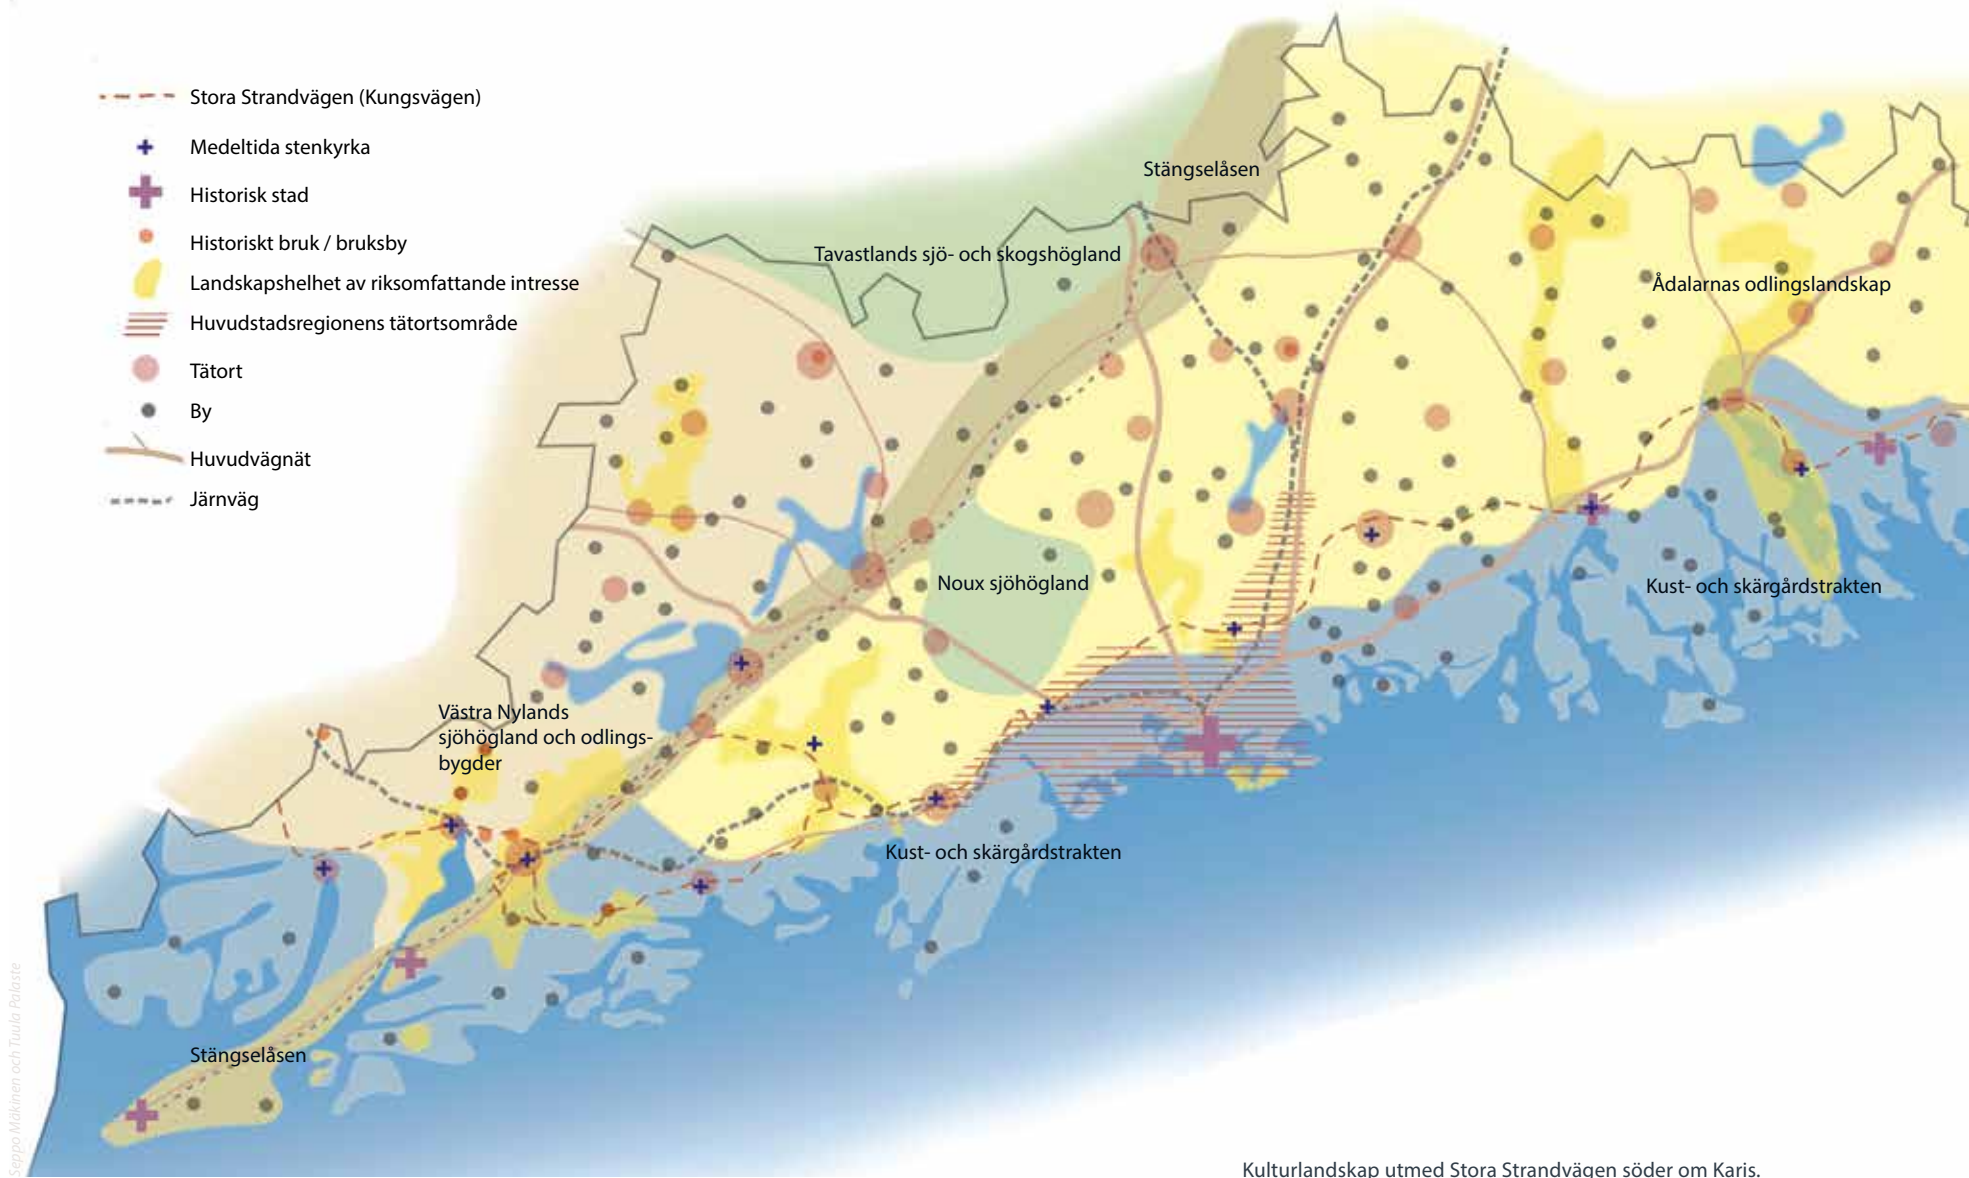 Stora Strandvägen (Kungsvägen)
Medeltida stenkyrka
Historisk stad
Historiskt bruk / bruksby
Landskapshelhet av riksomfattande intresse
Huvudstadsregionens tätortsområde
Tätort
By
Huvudvägnät
Järnväg
Stängselåsen
Tavastlands sjö- och skogshögland
Ådalarnas odlingslandskap
Noux sjöhögland
Kust- och skärgårdstrakten
Västra Nylands
sjöhögland och odlings-
bygder
Kust- och skärgårdstrakten
Stängselåsen
Seppo Mäkinen och Tuula Palaste
Kulturlandskap utmed Stora Strandvägen söder om Karis.